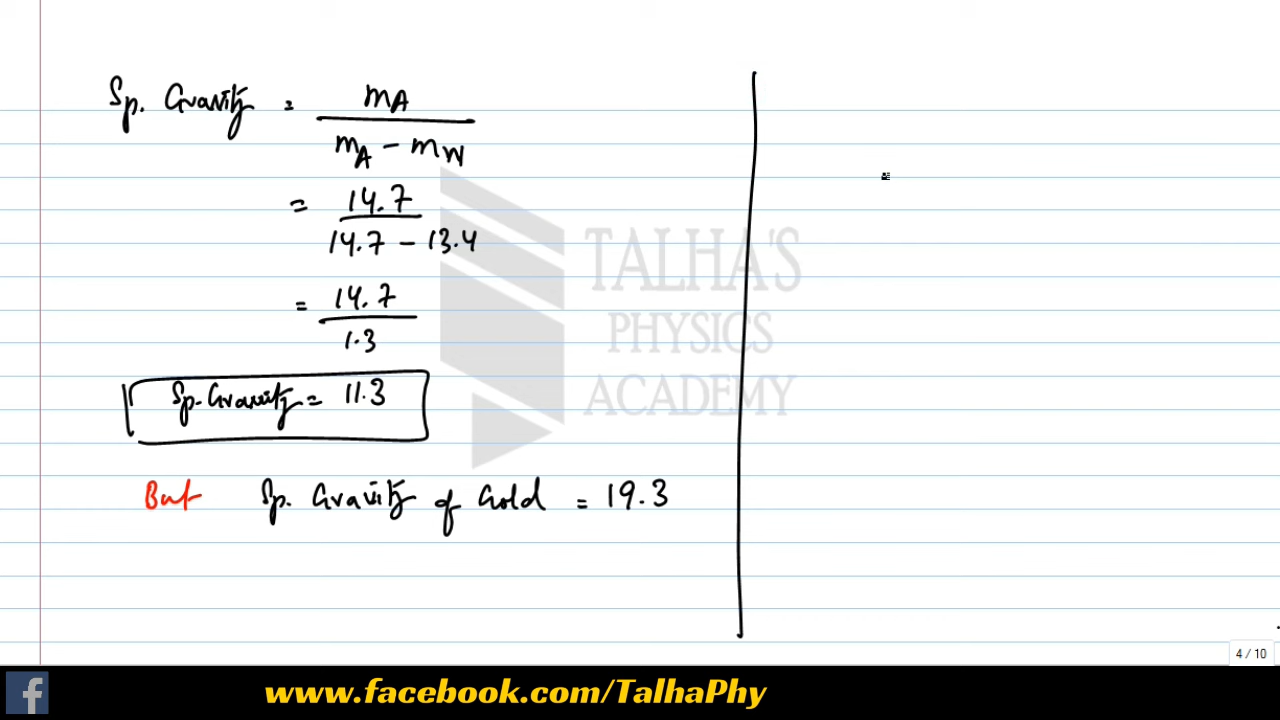 Sp. Gravity = mA
mA - mW
= 14.7
14.7 - 13.4
= 14.7
1.3
Sp. Gravity = 11.3
But Sp. Gravity of Gold = 19.3
TALHA'S
PHYSICS
ACADEMY
4 / 10
www.facebook.com/TalhaPhy